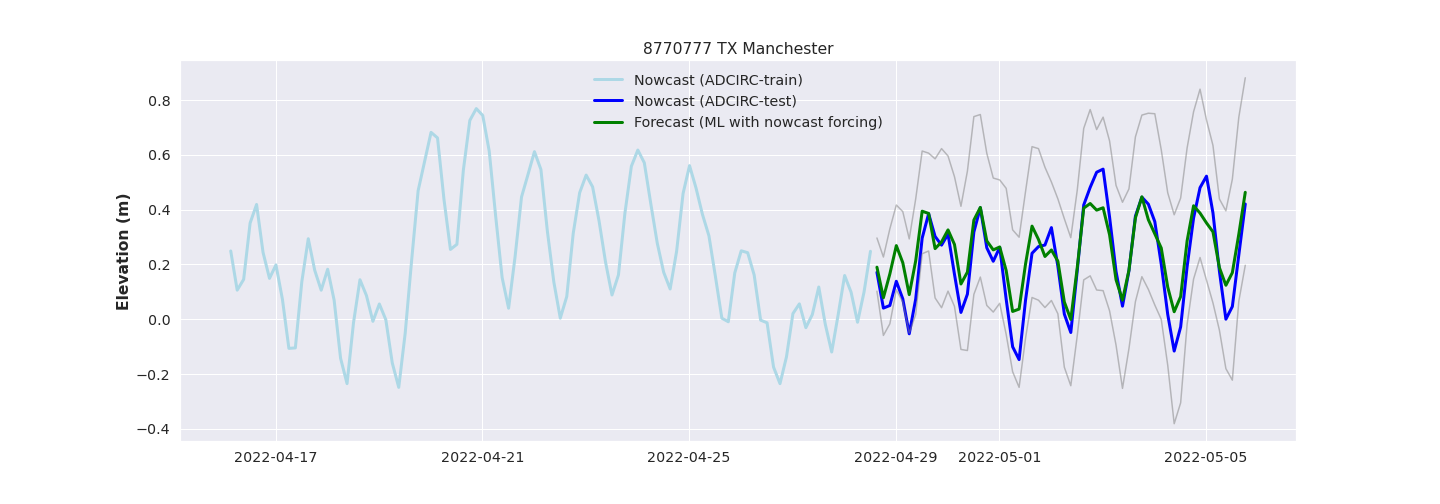 8770777 TX Manchester
Nowcast (ADCIRC-train)
Nowcast (ADCIRC-test)
Forecast (ML with nowcast forcing)
Elevation (m)
0.8
0.6
0.4
0.2
0.0
−0.2
−0.4
2022-04-17 2022-04-21 2022-04-25 2022-04-29 2022-05-01 2022-05-05